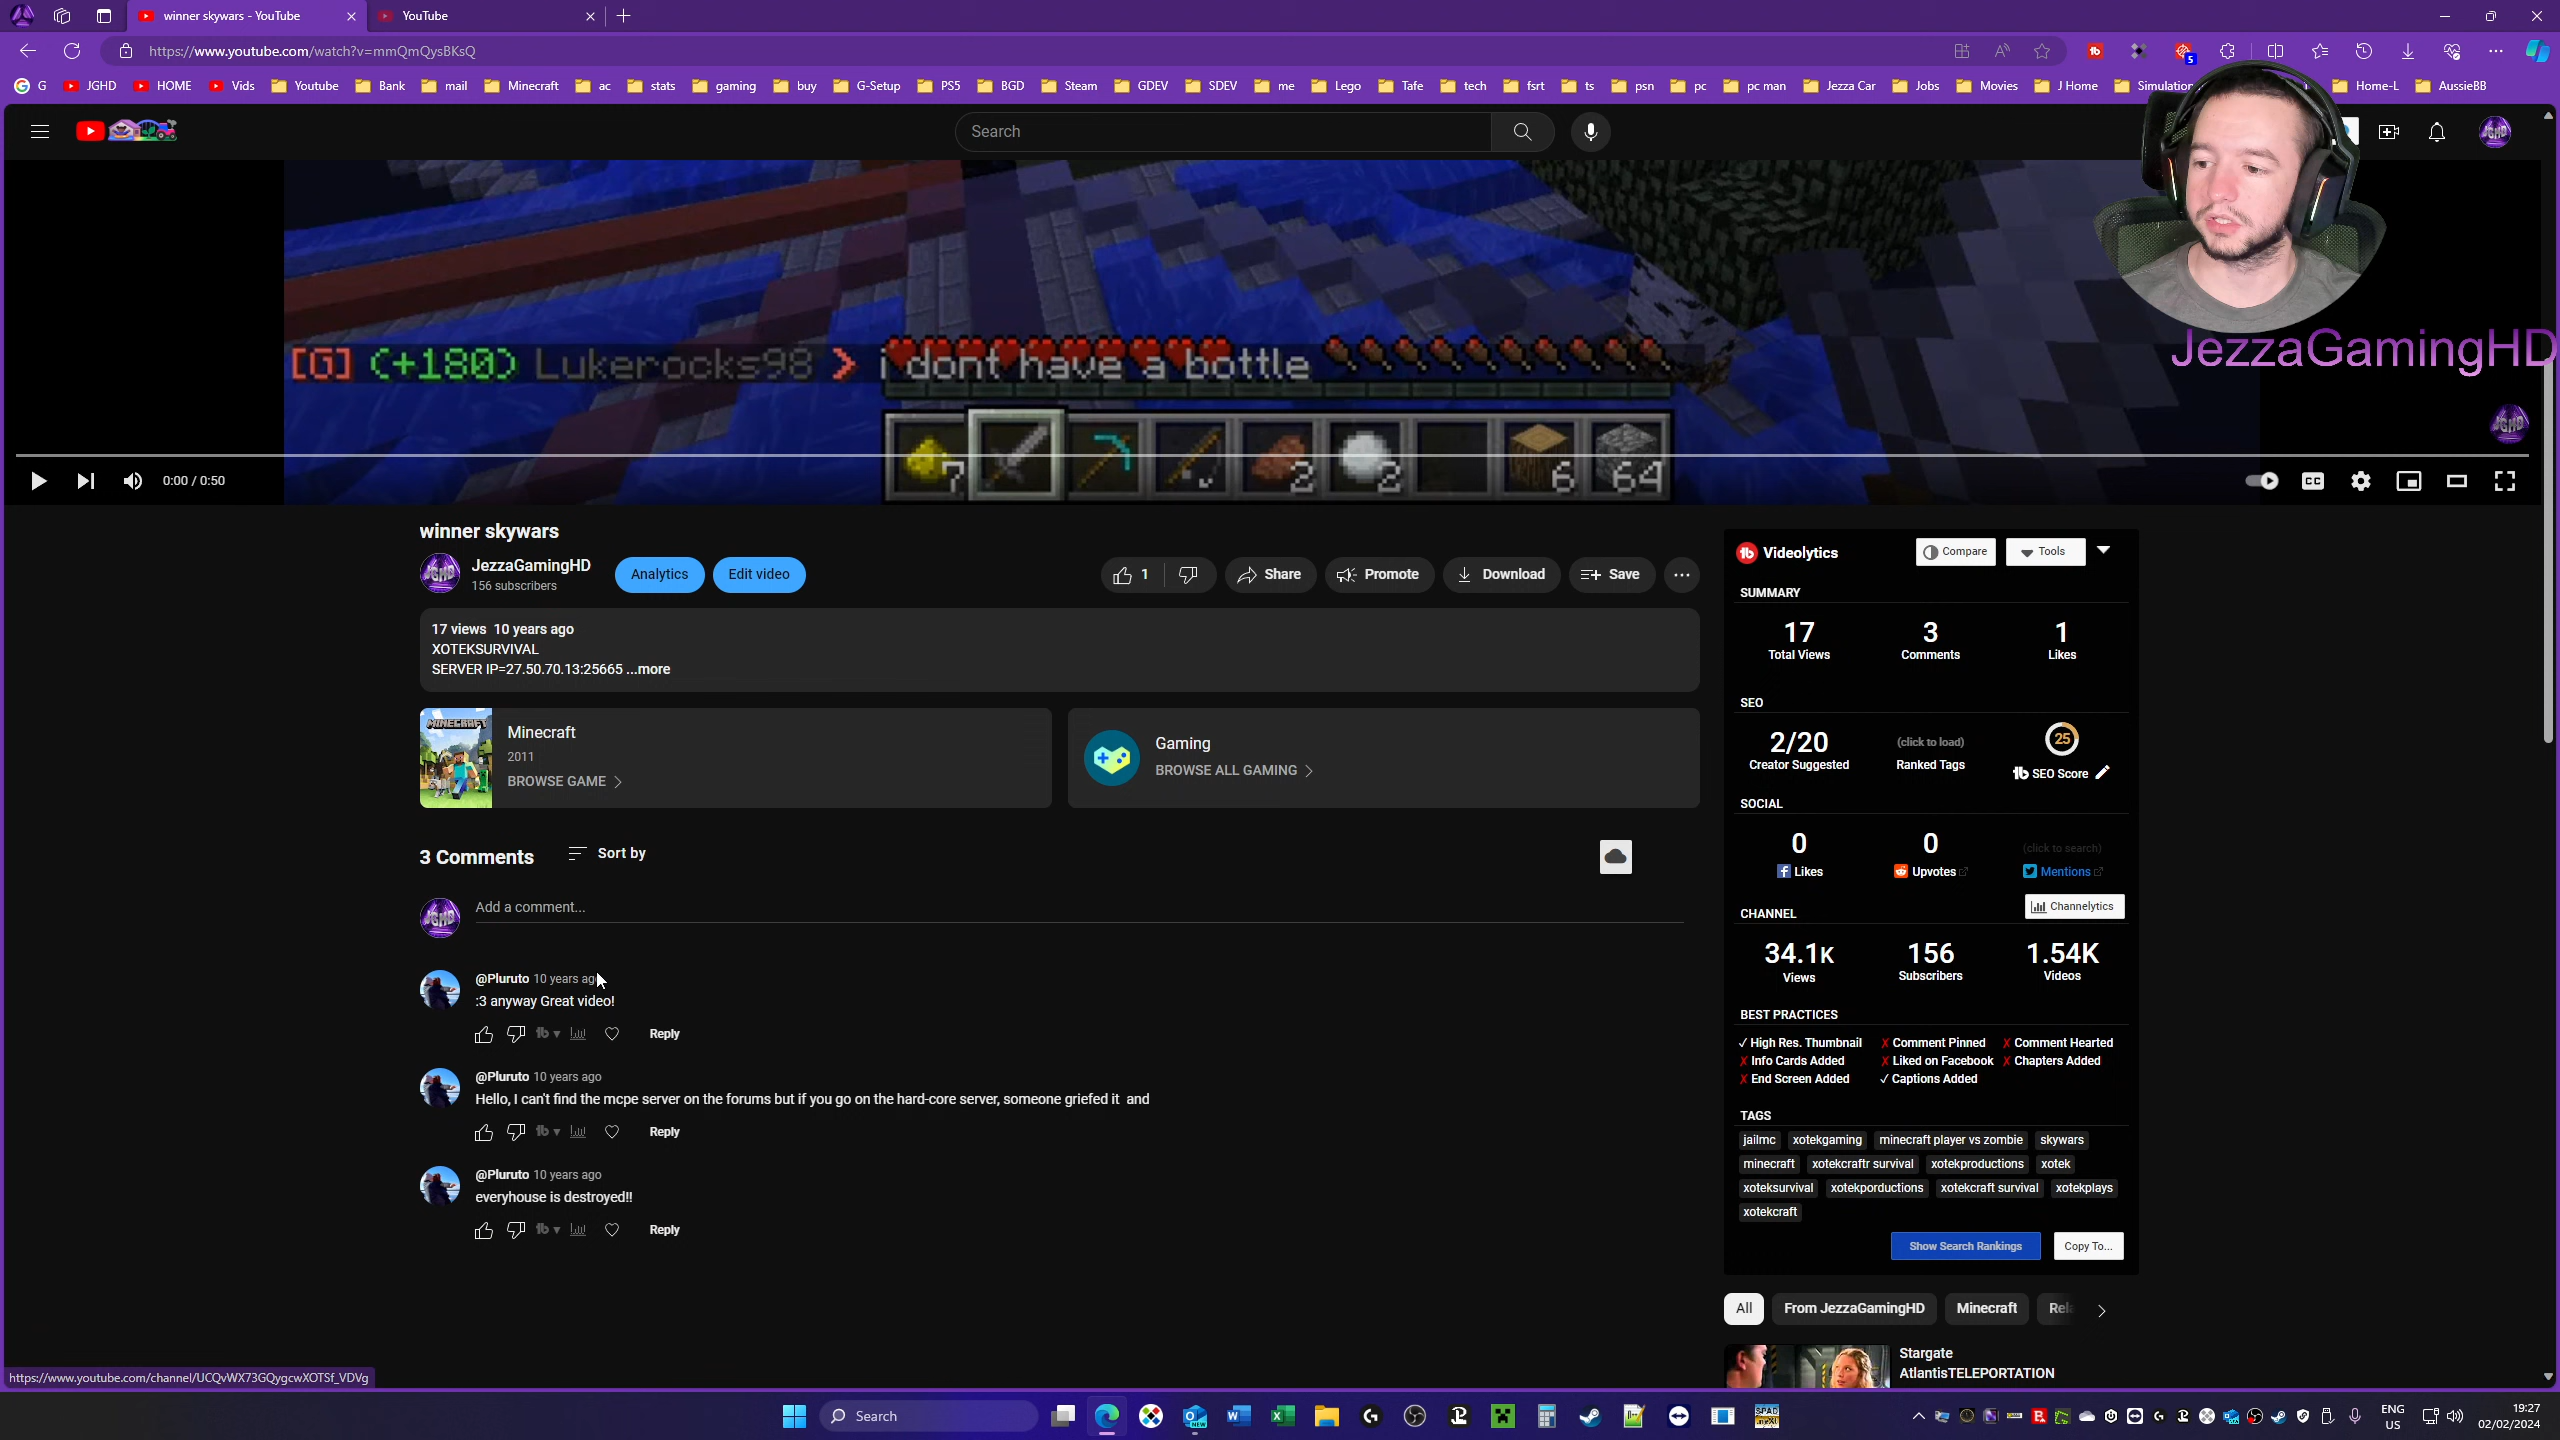 winner skywars - YouTube
YouTube
https://www.youtube.com/watch?v=mmQmQysBKsQ
G JGHD HOME Vids Youtube Bank mail Minecraft ac stats gaming buy G-Setup PS5 BGD Steam GDEV SDEV me Lego Tafe tech fsrt ts psn pc pc man Jezza Car Jobs Movies J Home Simulation Home-L AussieBB
Search
[G] (+180) Lukerocks98 > i dont have a bottle
JezzaGamingHD
7 2 2 6 64
0:00 / 0:50
CC
winner skywars
JezzaGamingHD
156 subscribers
Analytics
Edit video
1
Share
Promote
Download
Save
17 views 10 years ago
XOTEKSURVIVAL
SERVER IP=27.50.70.13:25665 ...more
Minecraft
2011
BROWSE GAME
Gaming
BROWSE ALL GAMING
3 Comments
Sort by
Add a comment...
@Pluruto 10 years ago
:3 anyway Great video!
Reply
@Pluruto 10 years ago
Hello, I can't find the mcpe server on the forums but if you go on the hard-core server, someone griefed it and
Reply
@Pluruto 10 years ago
everyhouse is destroyed!!
Reply
Videolytics
Compare
Tools
SUMMARY
17 3 1
Total Views Comments Likes
SEO
2/20 (click to load) 25
Creator Suggested Ranked Tags SEO Score
SOCIAL
0 0 (click to search)
Likes Upvotes Mentions
CHANNEL
Channelytics
34.1K 156 1.54K
Views Subscribers Videos
BEST PRACTICES
✓ High Res. Thumbnail ✗ Comment Pinned ✗ Comment Hearted
✗ Info Cards Added ✗ Liked on Facebook ✗ Chapters Added
✗ End Screen Added ✓ Captions Added
TAGS
jailmc xotekgaming minecraft player vs zombie skywars
minecraft xotekcraftr survival xotekproductions xotek
xoteksurvival xotekporductions xotekcraft survival xotekplays
xotekcraft
Show Search Rankings
Copy To...
All From JezzaGamingHD Minecraft
Stargate
AtlantisTELEPORTATION
https://www.youtube.com/channel/UCQvWX73GQygcwXOTSf_VDVg
Search
ENG
US
19:27
02/02/2024